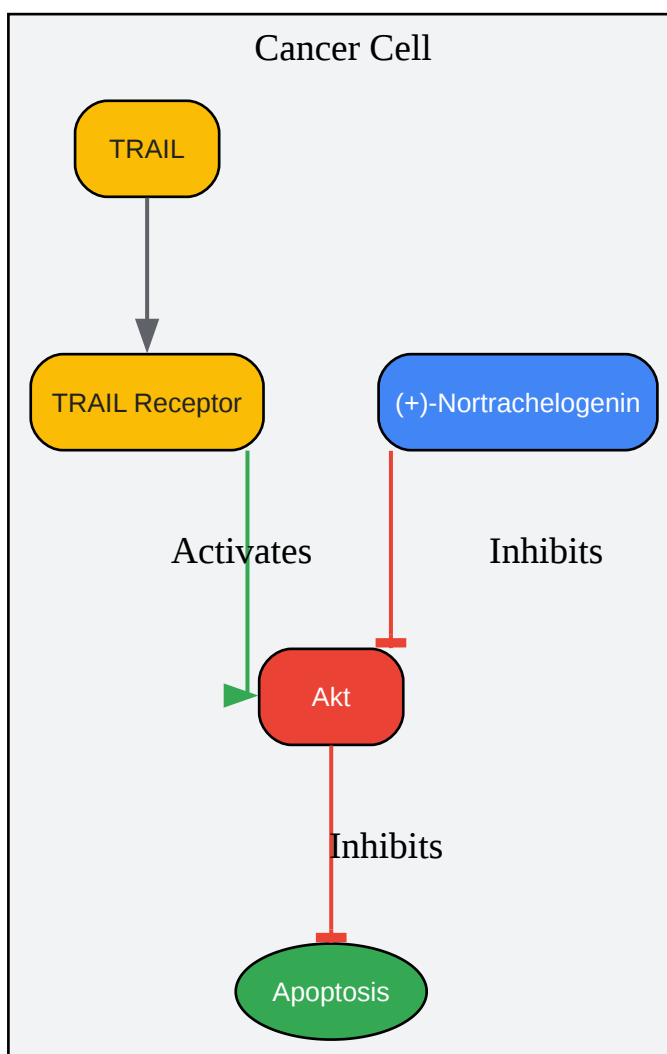 Cancer Cell
TRAIL
TRAIL Receptor
(+)-Nortrachelogenin
Activates
Inhibits
Akt
Inhibits
Apoptosis